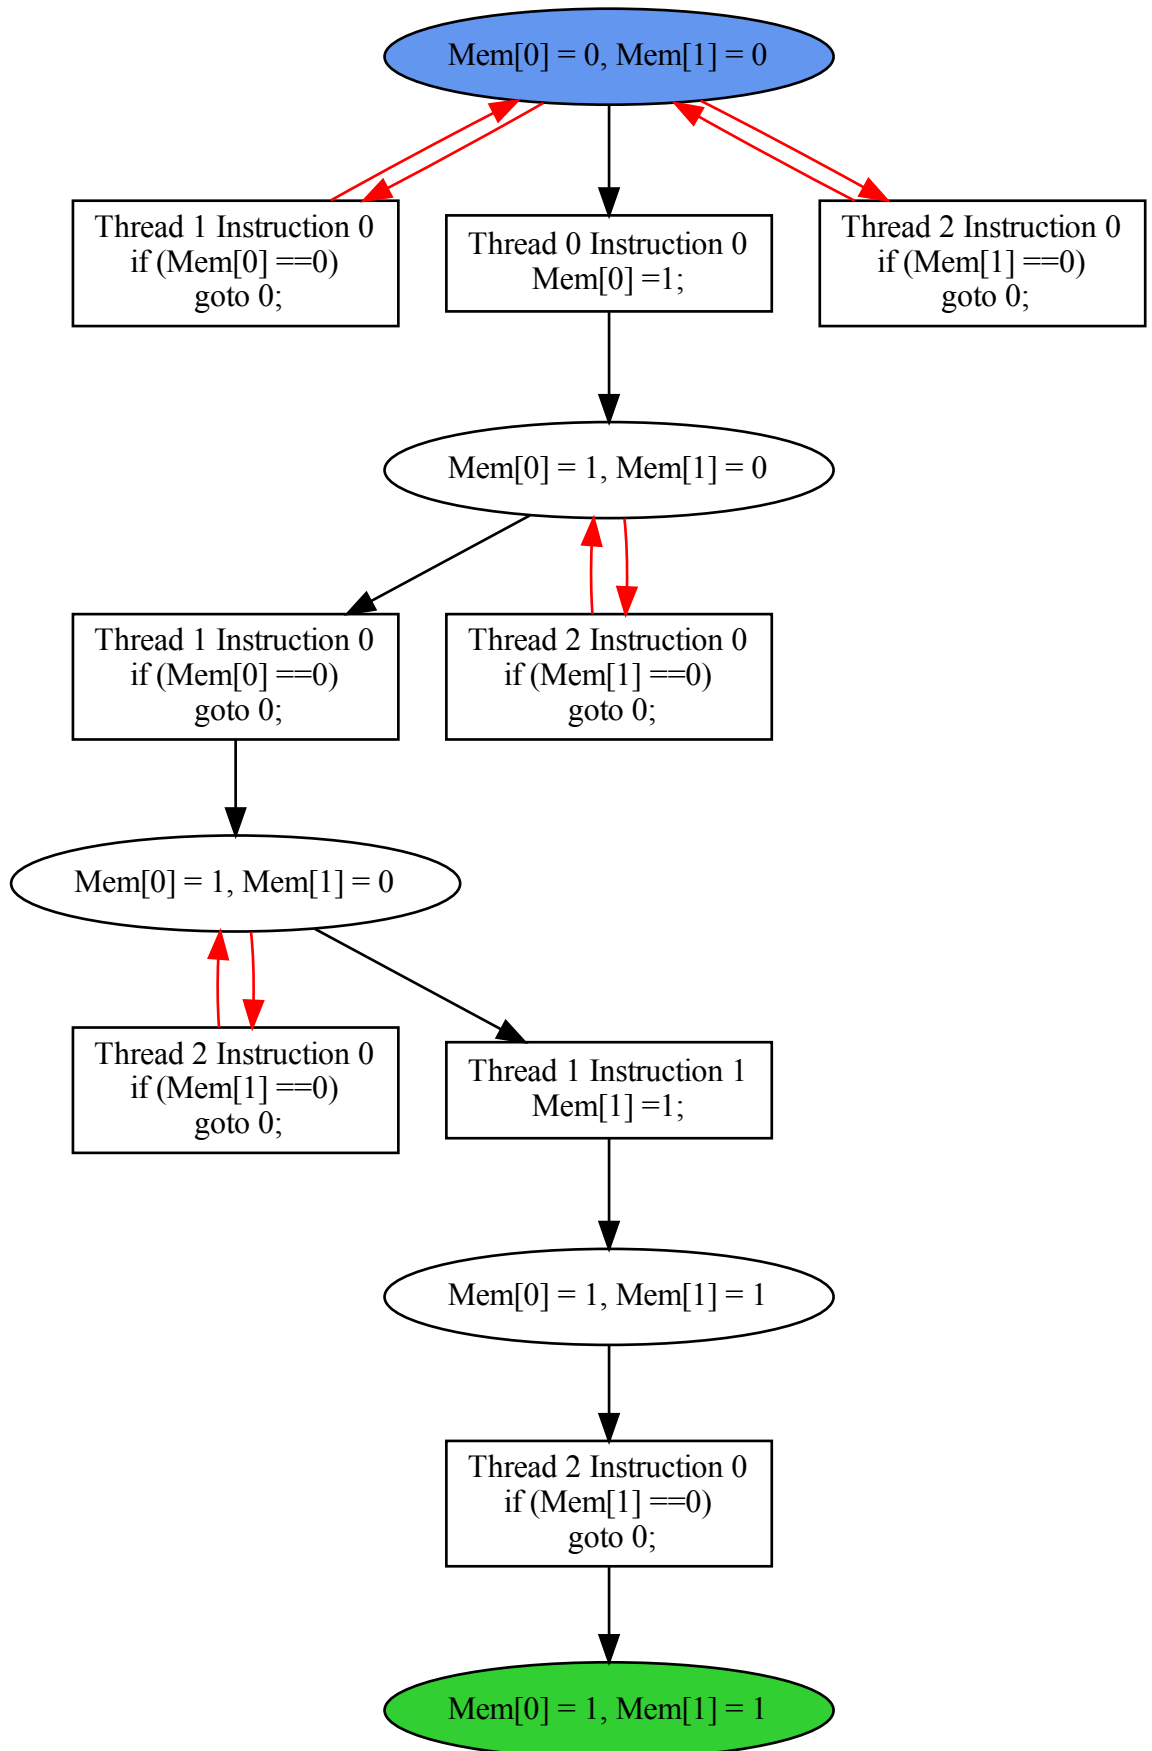 Mem[0] = 0, Mem[1] = 0
Thread 1 Instruction 0
if (Mem[0] ==0)
goto 0;
Thread 0 Instruction 0
Mem[0] =1;
Thread 2 Instruction 0
if (Mem[1] ==0)
goto 0;
Mem[0] = 1, Mem[1] = 0
Thread 1 Instruction 0
if (Mem[0] ==0)
goto 0;
Thread 2 Instruction 0
if (Mem[1] ==0)
goto 0;
Mem[0] = 1, Mem[1] = 0
Thread 2 Instruction 0
if (Mem[1] ==0)
goto 0;
Thread 1 Instruction 1
Mem[1] =1;
Mem[0] = 1, Mem[1] = 1
Thread 2 Instruction 0
if (Mem[1] ==0)
goto 0;
Mem[0] = 1, Mem[1] = 1